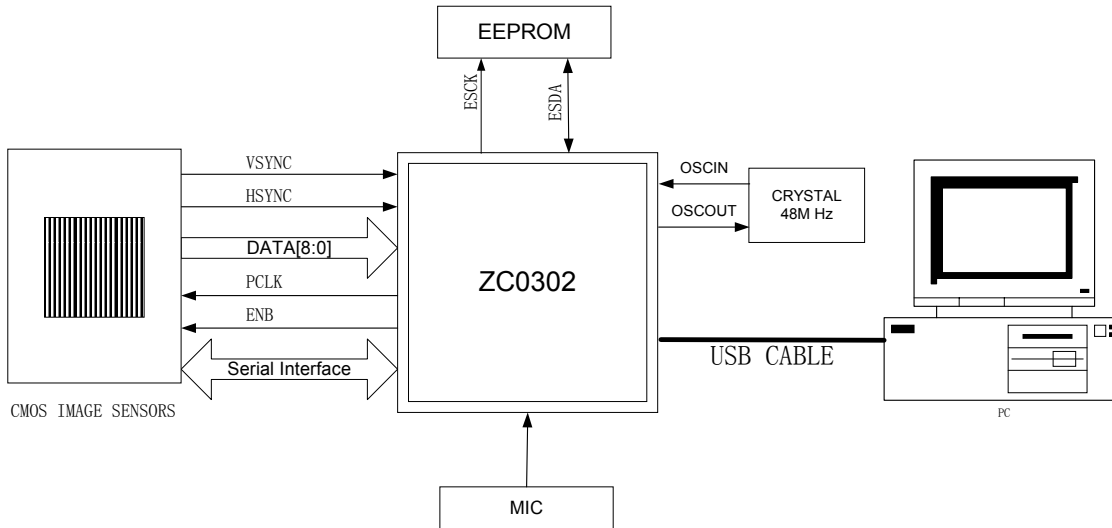 EEPROM
ESCK
ESDA
VSYNC
HSYNC
DATA[8:0]
PCLK
ENB
Serial Interface
CMOS IMAGE SENSORS
ZC0302
OSCIN
OSCOUT
CRYSTAL
48M Hz
USB CABLE
PC
MIC